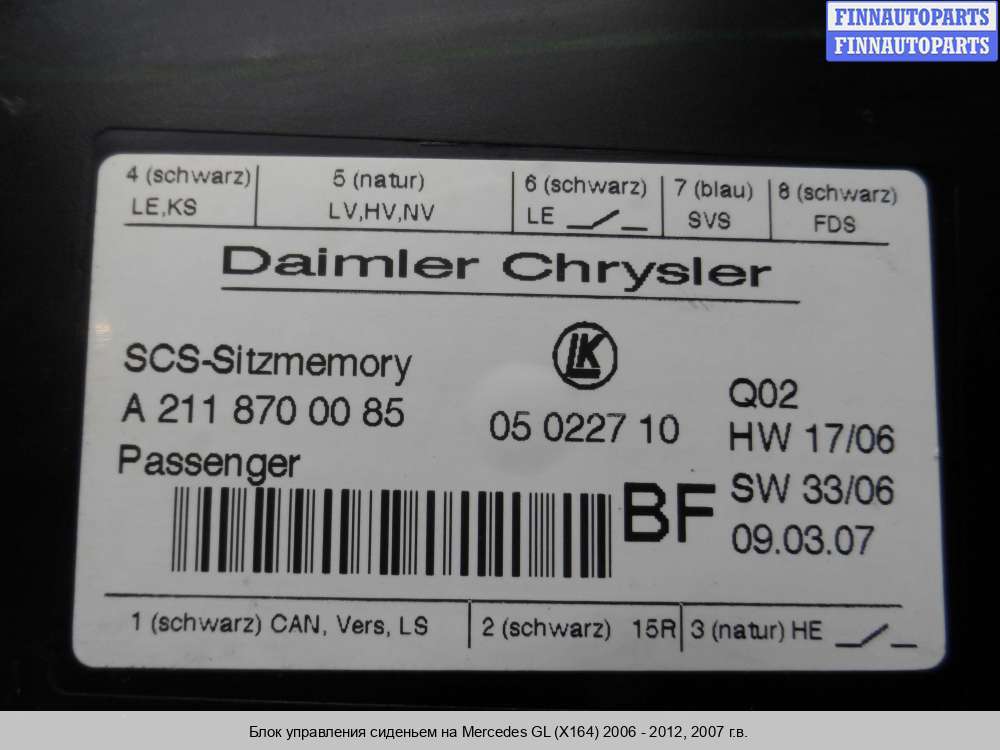 FINNAUTOPARTS
FINNAUTOPARTS
4 (schwarz) 5 (natur) 6 (schwarz) 7 (blau) 8 (schwarz)
LE,KS LV,HV,NV LE SVS FDS
Daimler Chrysler
SCS-Sitzmemory
LK
A 211 870 00 85
05 0227 10
Passenger
Q02
HW 17/06
SW 33/06
BF
09.03.07
1 (schwarz) CAN, Vers, LS 2 (schwarz) 15R 3 (natur) HE
Блок управления сиденьем на Mercedes GL (X164) 2006 - 2012, 2007 г.в.